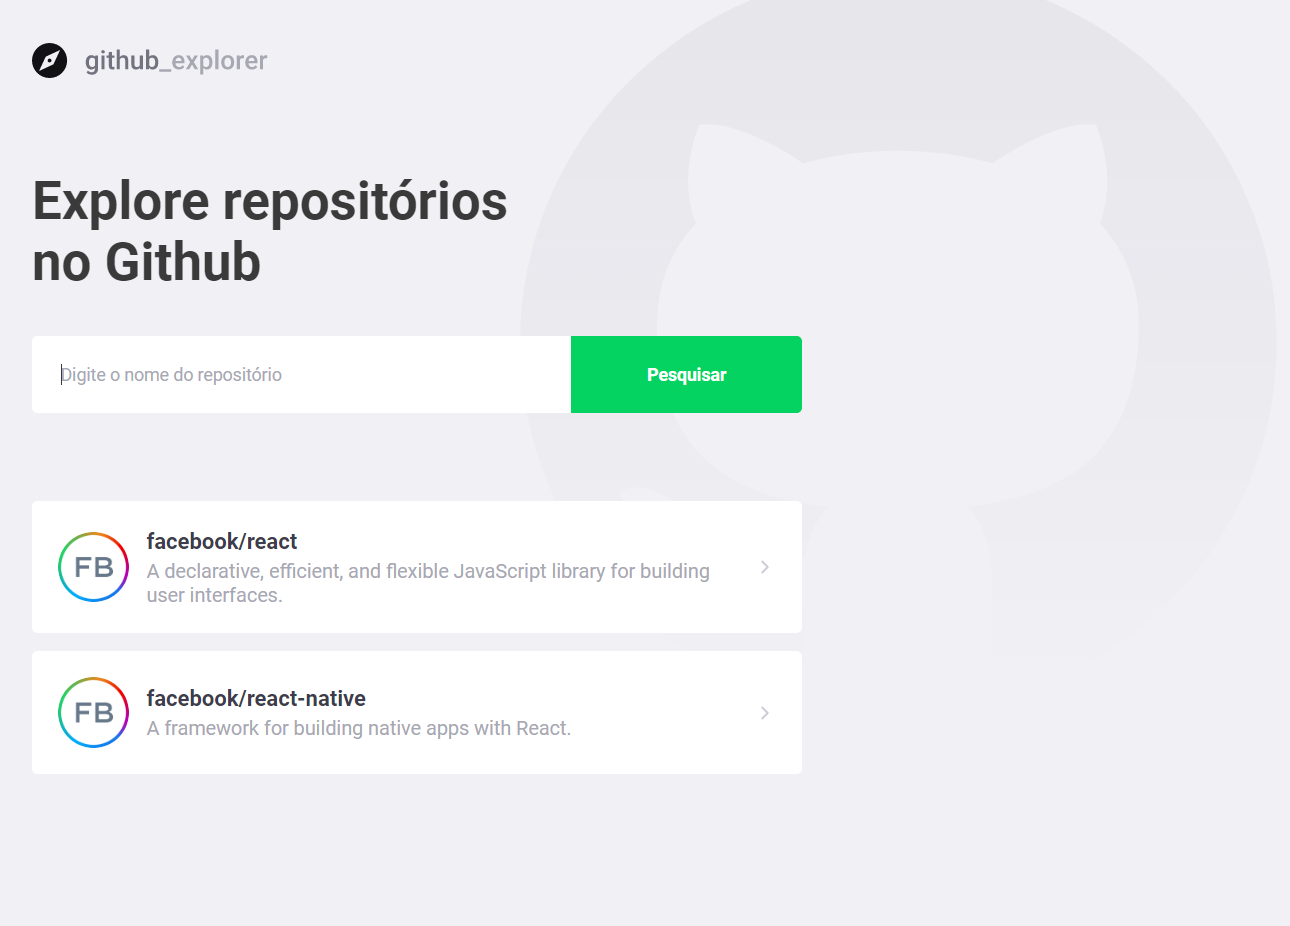 github_explorer
Explore repositórios
no Github
Digite o nome do repositório
Pesquisar
FB
facebook/react
A declarative, efficient, and flexible JavaScript library for building
user interfaces.
FB
facebook/react-native
A framework for building native apps with React.